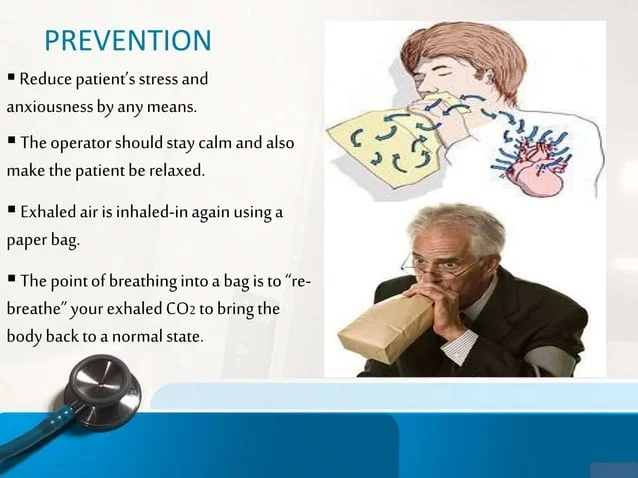 PREVENTION
▪ Reduce patient's stress and
anxiousness by any means.
▪ The operator should stay calm and also
make the patient be relaxed.
▪ Exhaled air is inhaled-in again using a
paper bag.
▪ The point of breathing into a bag is to “re-
breathe” your exhaled CO2 to bring the
body back to a normal state.